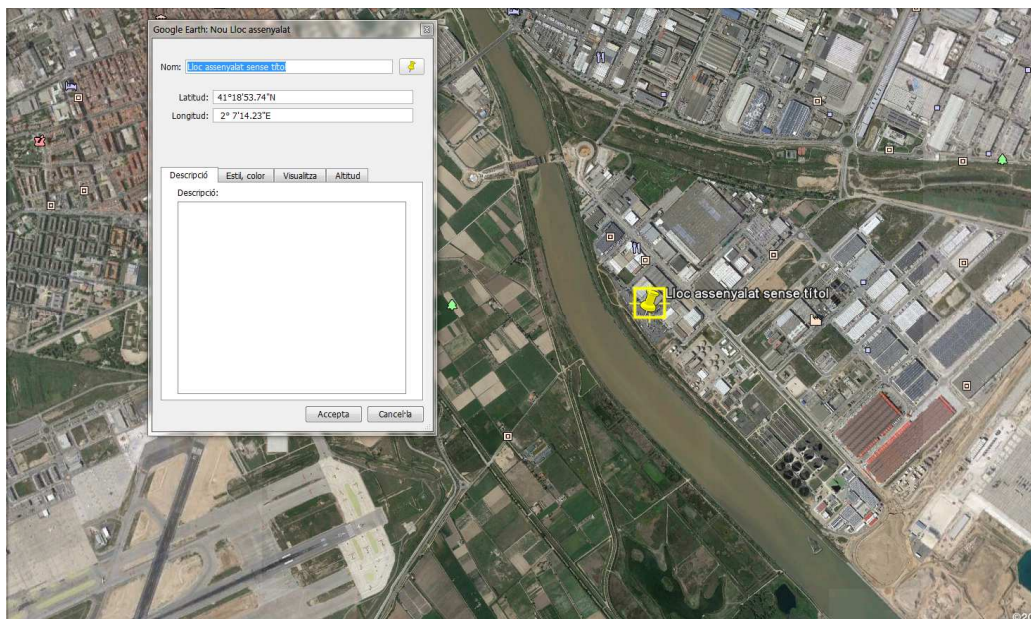 Google Earth: Nou Lloc assenyalat
Nom: Lloc assenyalat sense títol
Latitud: 41°18'53.74"N
Longitud: 2° 7'14.23"E
Descripció Estil, color Visualitza Altitud
Descripció:
Accepta Cancel·la
Lloc assenyalat sense títol
©20